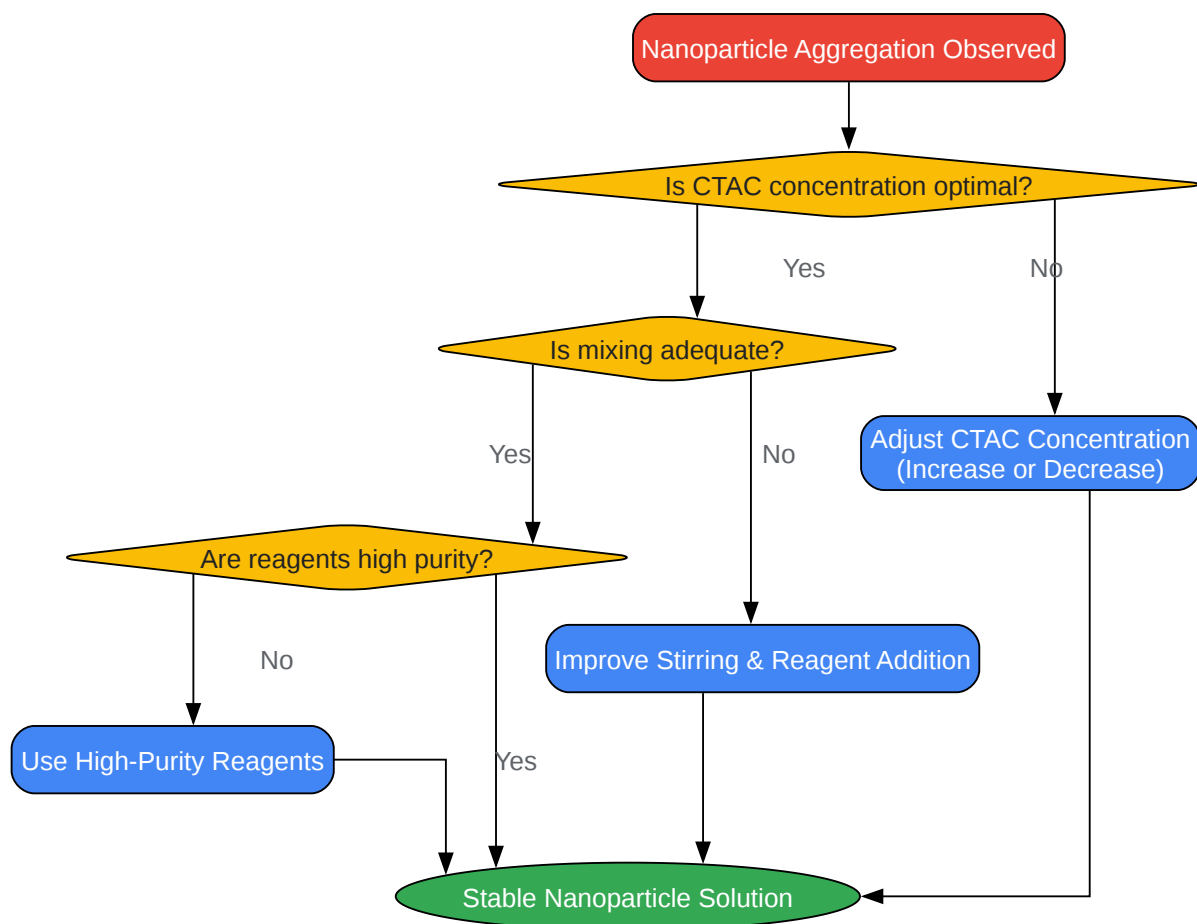 Nanoparticle Aggregation Observed
Is CTAC concentration optimal?
Yes
No
Is mixing adequate?
Adjust CTAC Concentration
(Increase or Decrease)
Yes
No
Are reagents high purity?
Improve Stirring & Reagent Addition
No
Use High-Purity Reagents
Yes
Stable Nanoparticle Solution